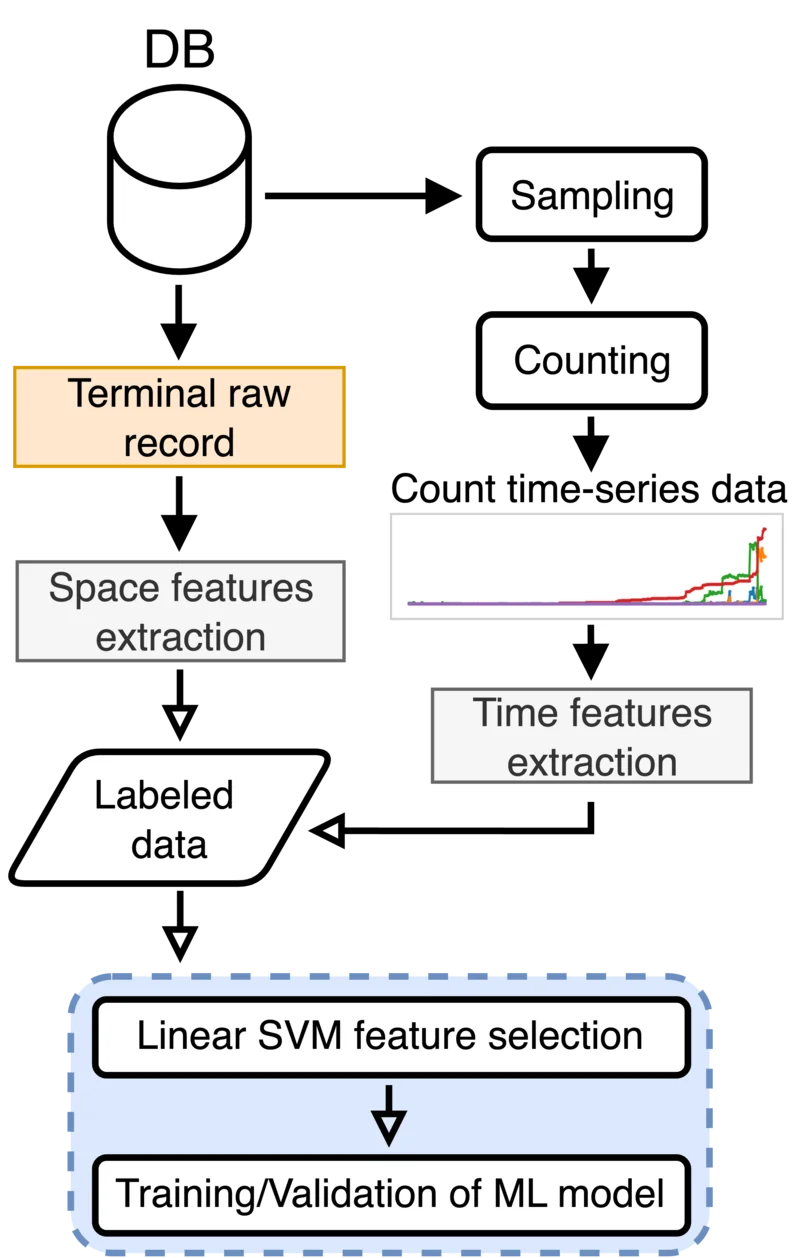 DB
Sampling
Counting
Terminal raw
record
Count time-series data
Space features
extraction
Time features
extraction
Labeled
data
Linear SVM feature selection
Training/Validation of ML model